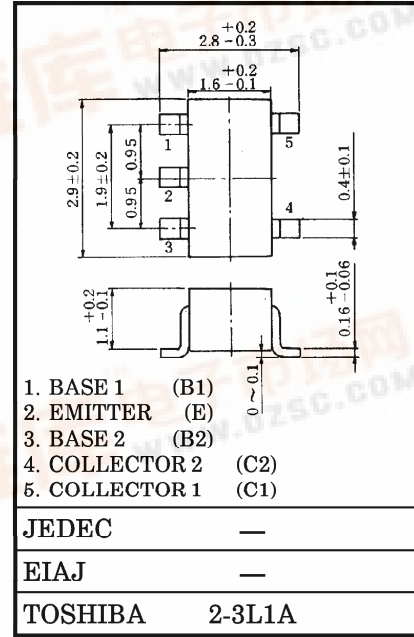 +0.2
2.8 −0.3
+0.2
1.6 −0.1
1
2
3
4
5
2.9±0.2
1.9±0.2
0.95
0.95
0.4±0.1
+0.2
1.1 −0.1
+0.1
0.16 −0.06
0 ~ 0.1
1. BASE 1 (B1)
2. EMITTER (E)
3. BASE 2 (B2)
4. COLLECTOR 2 (C2)
5. COLLECTOR 1 (C1)
JEDEC —
EIAJ —
TOSHIBA 2-3L1A